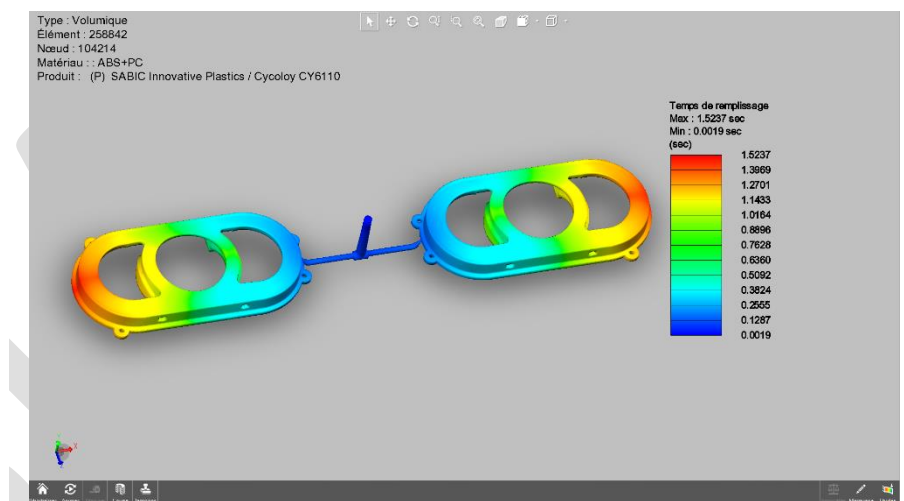 Type : Volumique
Élément : 258842
Nœud : 104214
Matériau : : ABS+PC
Produit : (P) SABIC Innovative Plastics / Cycoloy CY6110
Temps de remplissage
Max : 1.5237 sec
Min : 0.0019 sec
(sec)
1.5237
1.3969
1.2701
1.1433
1.0164
0.8896
0.7628
0.6360
0.5092
0.3824
0.2555
0.1287
0.0019
X